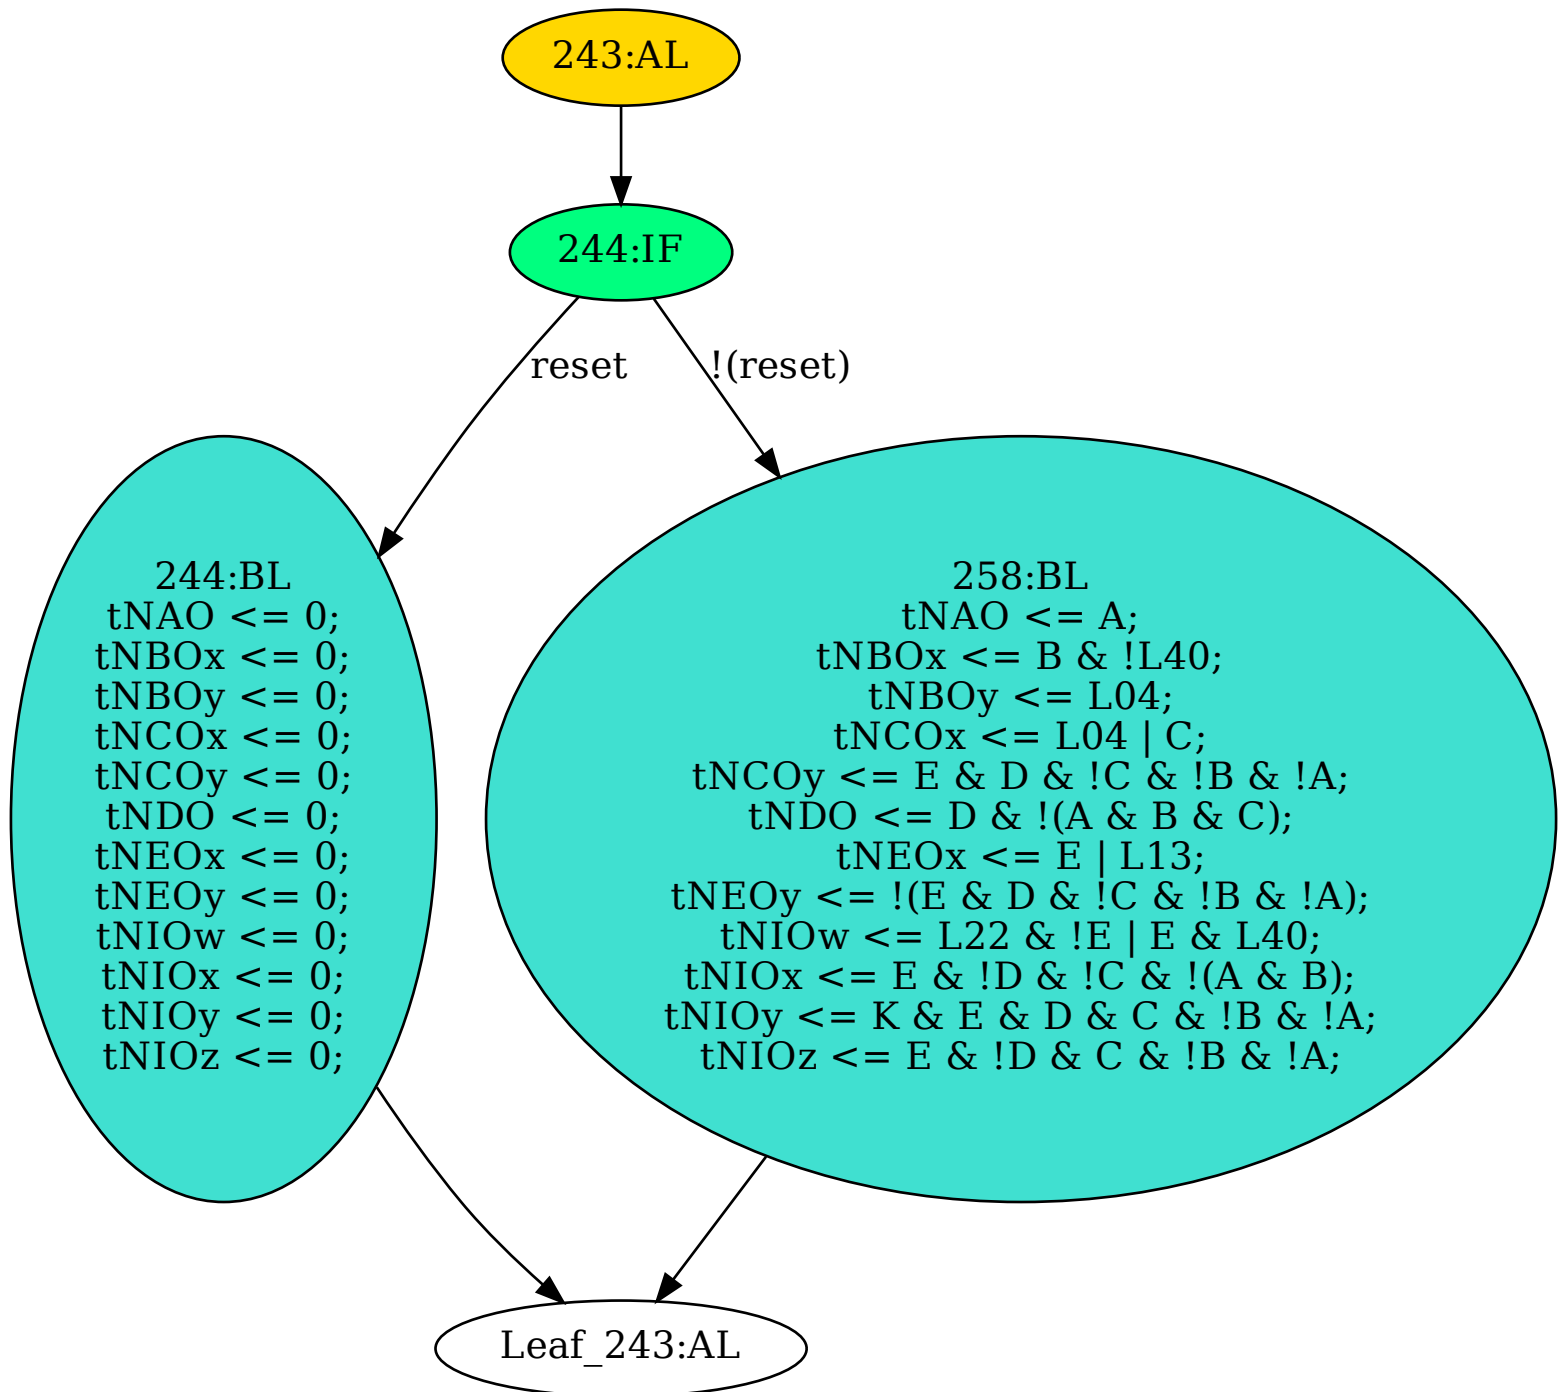 243:AL
244:IF
reset
!(reset)
244:BL
tNAO <= 0;
tNBOx <= 0;
tNBOy <= 0;
tNCOx <= 0;
tNCOy <= 0;
tNDO <= 0;
tNEOx <= 0;
tNEOy <= 0;
tNIOw <= 0;
tNIOx <= 0;
tNIOy <= 0;
tNIOz <= 0;
258:BL
tNAO <= A;
tNBOx <= B & !L40;
tNBOy <= L04;
tNCOx <= L04 | C;
tNCOy <= E & D & !C & !B & !A;
tNDO <= D & !(A & B & C);
tNEOx <= E | L13;
tNEOy <= !(E & D & !C & !B & !A);
tNIOw <= L22 & !E | E & L40;
tNIOx <= E & !D & !C & !(A & B);
tNIOy <= K & E & D & C & !B & !A;
tNIOz <= E & !D & C & !B & !A;
Leaf_243:AL